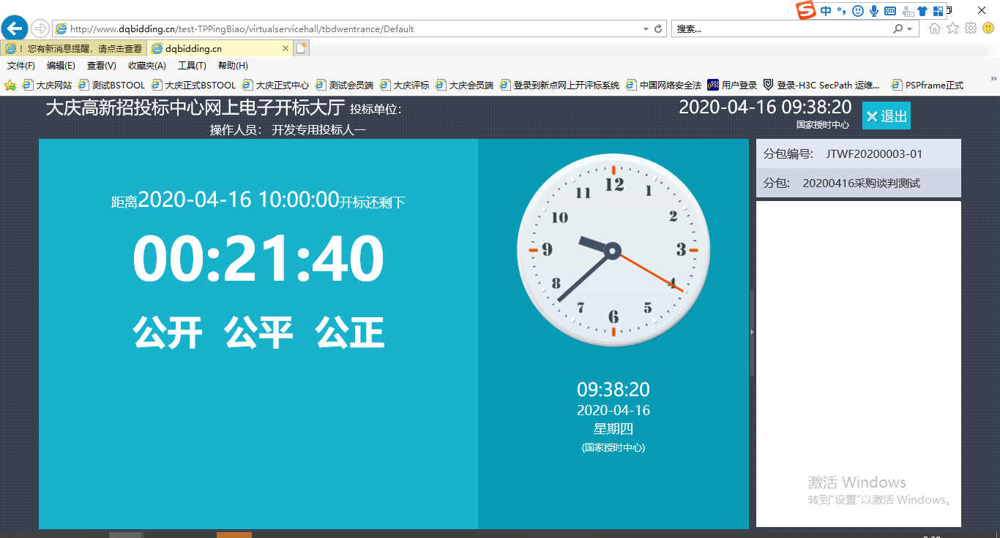 中
http://www.dqbidding.cn/test-TPPingBiao/virtualservicehall/tbdwentrance/Default
搜索...
！您有新消息提醒，请点击查看
dqbidding.cn
文件(F) 编辑(E) 查看(V) 收藏夹(A) 工具(T) 帮助(H)
大庆网站 测试BSTOOL 大庆正式BSTOOL 大庆正式中心 测试会员端 大庆评标 大庆会员端 登录到新点网上开评标系统 中国网络安全法 用户登录 登录-H3C SecPath 运维... PSPframe正式
大庆高新招投标中心网上电子开标大厅 投标单位：
操作人员： 开发专用投标人一
2020-04-16 09:38:20
国家授时中心
退出
距离2020-04-16 10:00:00开标还剩下
00:21:40
公开 公平 公正
12
11 1
10 2
9 3
8 4
7 5
6
09:38:20
2020-04-16
星期四
(国家授时中心)
分包编号: JTWF20200003-01
分包: 20200416采购谈判测试
激活 Windows
转到"设置"以激活 Windows。